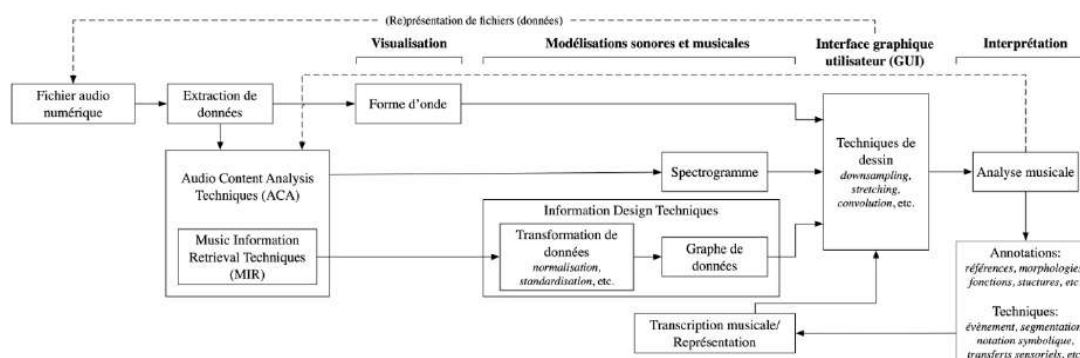 (Re)présentation de fichiers (données)
Visualisation
Modélisations sonores et musicales
Interface graphique
utilisateur (GUI)
Interprétation
Fichier audio
numérique
Extraction de
données
Forme d'onde
Audio Content Analysis
Techniques (ACA)
Music Information
Retrieval Techniques
(MIR)
Spectrogramme
Information Design Techniques
Transformation de
données
normalisation,
standardisation, etc.
Graphe de
données
Techniques de
dessin
downsampling,
stretching,
convolution, etc.
Analyse musicale
Annotations:
références, morphologies
fonctions, stuctures, etc
Techniques:
évènement, segmentation
notation symbolique,
transferts sensoriels, etc
Transcription musicale/
Représentation